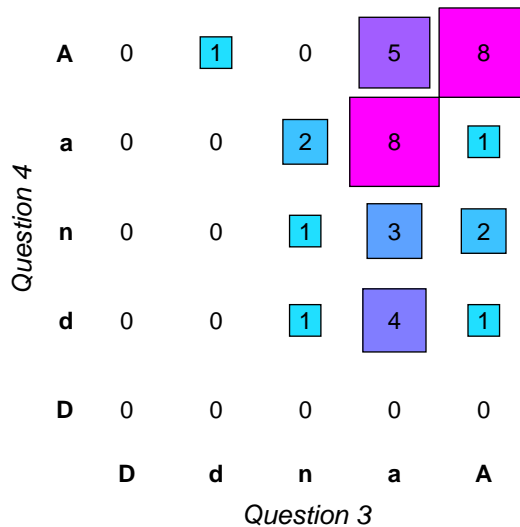 A 0 1 0 5 8
a 0 0 2 8 1
n 0 0 1 3 2
d 0 0 1 4 1
D 0 0 0 0 0
D d n a A
Question 3
Question 4